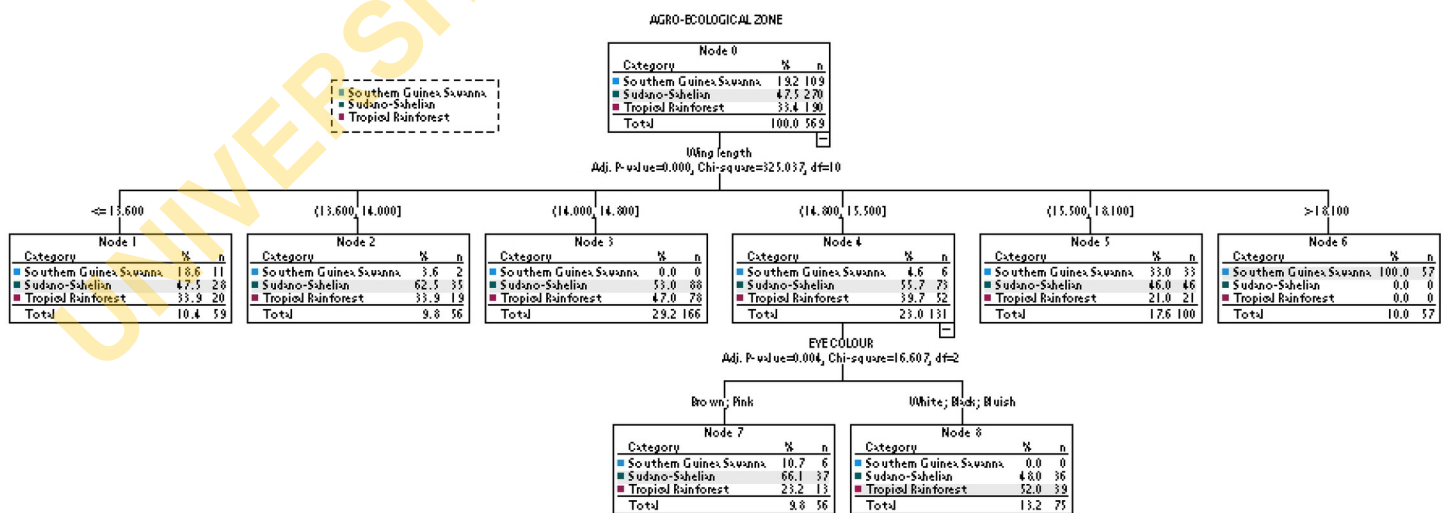 AGRO-ECOLOGICAL ZONE
Node 0
Category % n
Southern Guinea Savanna 19.2 109
Sudano-Sahelian 47.5 270
Tropical Rainforest 33.4 190
Total 100.0 569
Southern Guinea Savanna
Sudano-Sahelian
Tropical Rainforest
Wing length
Adj. P-value=0.000, Chi-square=325.037, df=10
<= 13.600
(13.600, 14.000]
(14.000, 14.800]
(14.800, 15.500]
(15.500, 18.100]
> 18.100
Node 1
Category % n
Southern Guinea Savanna 18.6 11
Sudano-Sahelian 47.5 28
Tropical Rainforest 33.9 20
Total 10.4 59
Node 2
Category % n
Southern Guinea Savanna 3.6 2
Sudano-Sahelian 62.5 35
Tropical Rainforest 33.9 19
Total 9.8 56
Node 3
Category % n
Southern Guinea Savanna 0.0 0
Sudano-Sahelian 53.0 88
Tropical Rainforest 47.0 78
Total 29.2 166
Node 4
Category % n
Southern Guinea Savanna 4.6 6
Sudano-Sahelian 55.7 73
Tropical Rainforest 39.7 52
Total 23.0 131
Node 5
Category % n
Southern Guinea Savanna 33.0 33
Sudano-Sahelian 46.0 46
Tropical Rainforest 21.0 21
Total 17.6 100
Node 6
Category % n
Southern Guinea Savanna 100.0 57
Sudano-Sahelian 0.0 0
Tropical Rainforest 0.0 0
Total 10.0 57
EYE COLOUR
Adj. P-value=0.004, Chi-square=16.607, df=2
Brown; Pink
White; Black; Bluish
Node 7
Category % n
Southern Guinea Savanna 10.7 6
Sudano-Sahelian 66.1 37
Tropical Rainforest 23.2 13
Total 9.8 56
Node 8
Category % n
Southern Guinea Savanna 0.0 0
Sudano-Sahelian 48.0 36
Tropical Rainforest 52.0 39
Total 13.2 75
UNIVERSI